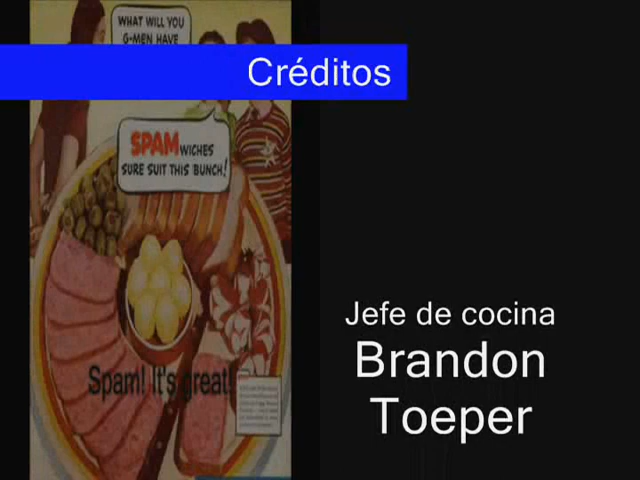 WHAT WILL YOU
G-MEN HAVE
Créditos
SPAMWICHES
SURE SUIT THIS BUNCH!
Spam! It's great!
Jefe de cocina
Brandon
Toeper